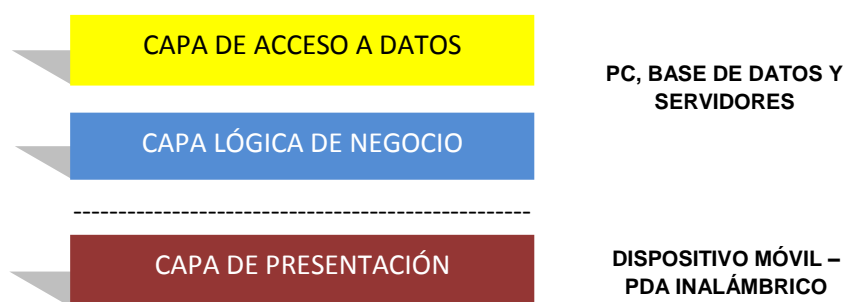 CAPA DE ACCESO A DATOS
PC, BASE DE DATOS Y
SERVIDORES
CAPA LÓGICA DE NEGOCIO
---------------------------------------------------
CAPA DE PRESENTACIÓN
DISPOSITIVO MÓVIL –
PDA INALÁMBRICO